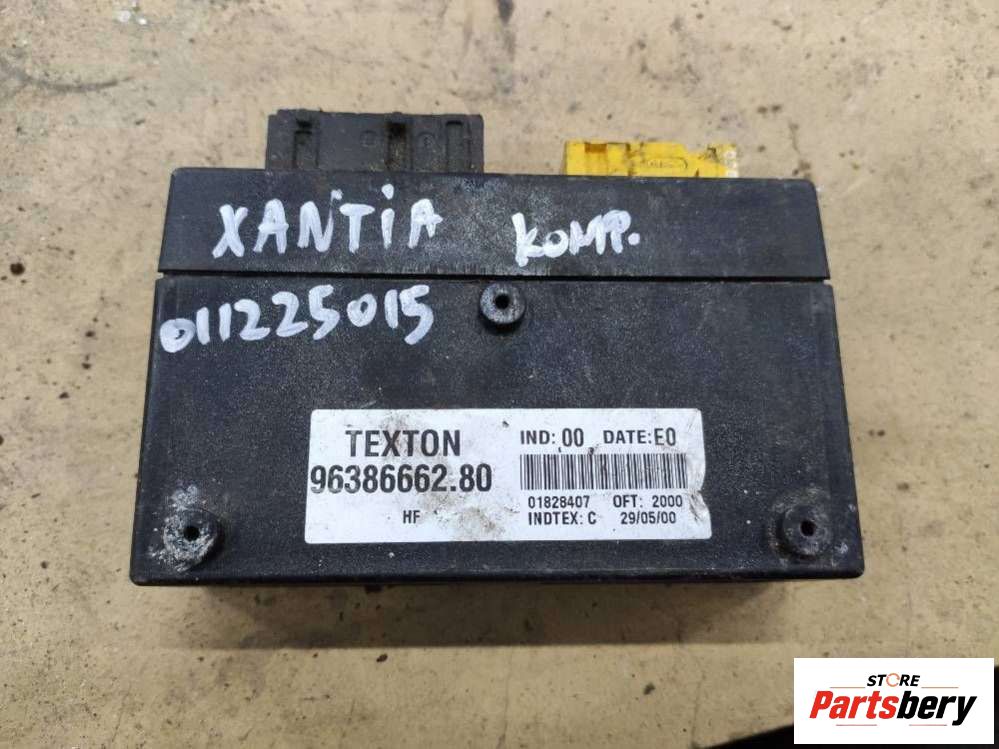 XANTiA KOMP.
011225015
TEXTON IND: 00 DATE: E0
96386662.80
01828407 OFT: 2000
HF INDTEX: C 29/05/00
STORE
Partsbery